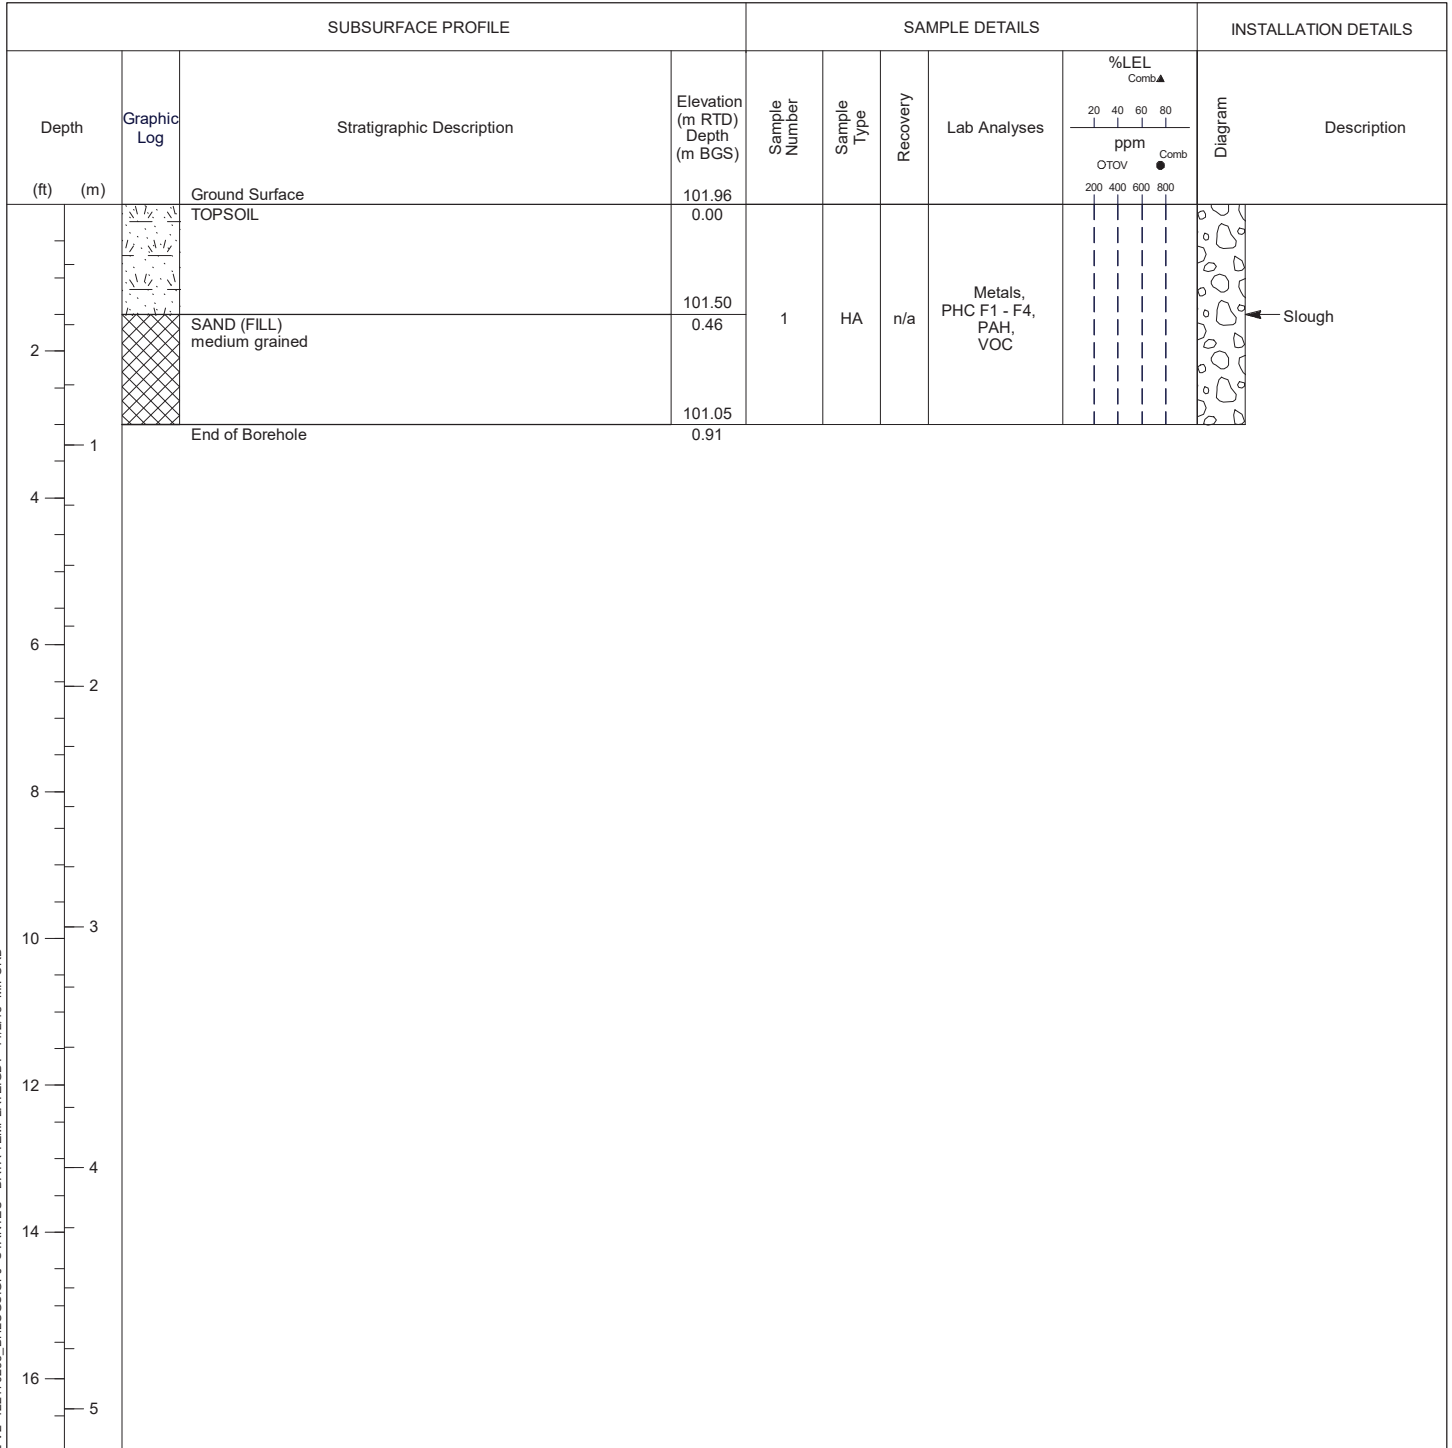 SUBSURFACE PROFILE
SAMPLE DETAILS
INSTALLATION DETAILS
Depth
(ft) (m)
Graphic
Log
Stratigraphic Description
Elevation
(m RTD)
Depth
(m BGS)
Sample
Number
Sample
Type
Recovery
Lab Analyses
%LEL
Comb▲
20 40 60 80
ppm
OTOV ● Comb
200 400 600 800
Diagram
Description
Ground Surface 101.96
TOPSOIL 0.00
101.50
SAND (FILL) 0.46
medium grained
101.05
End of Borehole 0.91
1
HA
n/a
Metals,
PHC F1 - F4,
PAH,
VOC
Slough
2
1
4
6
2
8
3
10
12
4
14
16
5